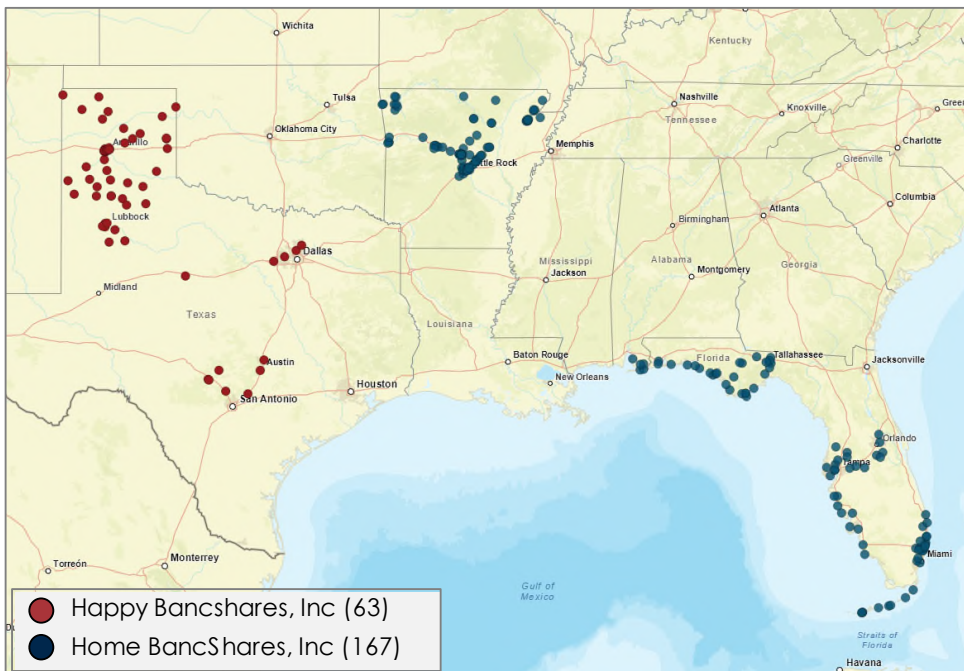 Wichita
Kentucky
Tulsa
Nashville
Tennessee
Knoxville
Oklahoma City
Memphis
Charlotte
Greenville
Amarillo
ttle Rock
Columbia
Lubbock
Birmingham
Atlanta
Dallas
Mississippi
Alabama
Georgia
Jackson
Montgomery
Midland
Texas
Louisiana
Baton Rouge
Florida
Tallahassee
Jacksonville
Austin
New Orleans
Houston
San Antonio
Orlando
Tampa
Miami
Torreón
Monterrey
Gulf of
Mexico
Happy Bancshares, Inc (63)
Home BancShares, Inc (167)
Straits of
Florida
Havana